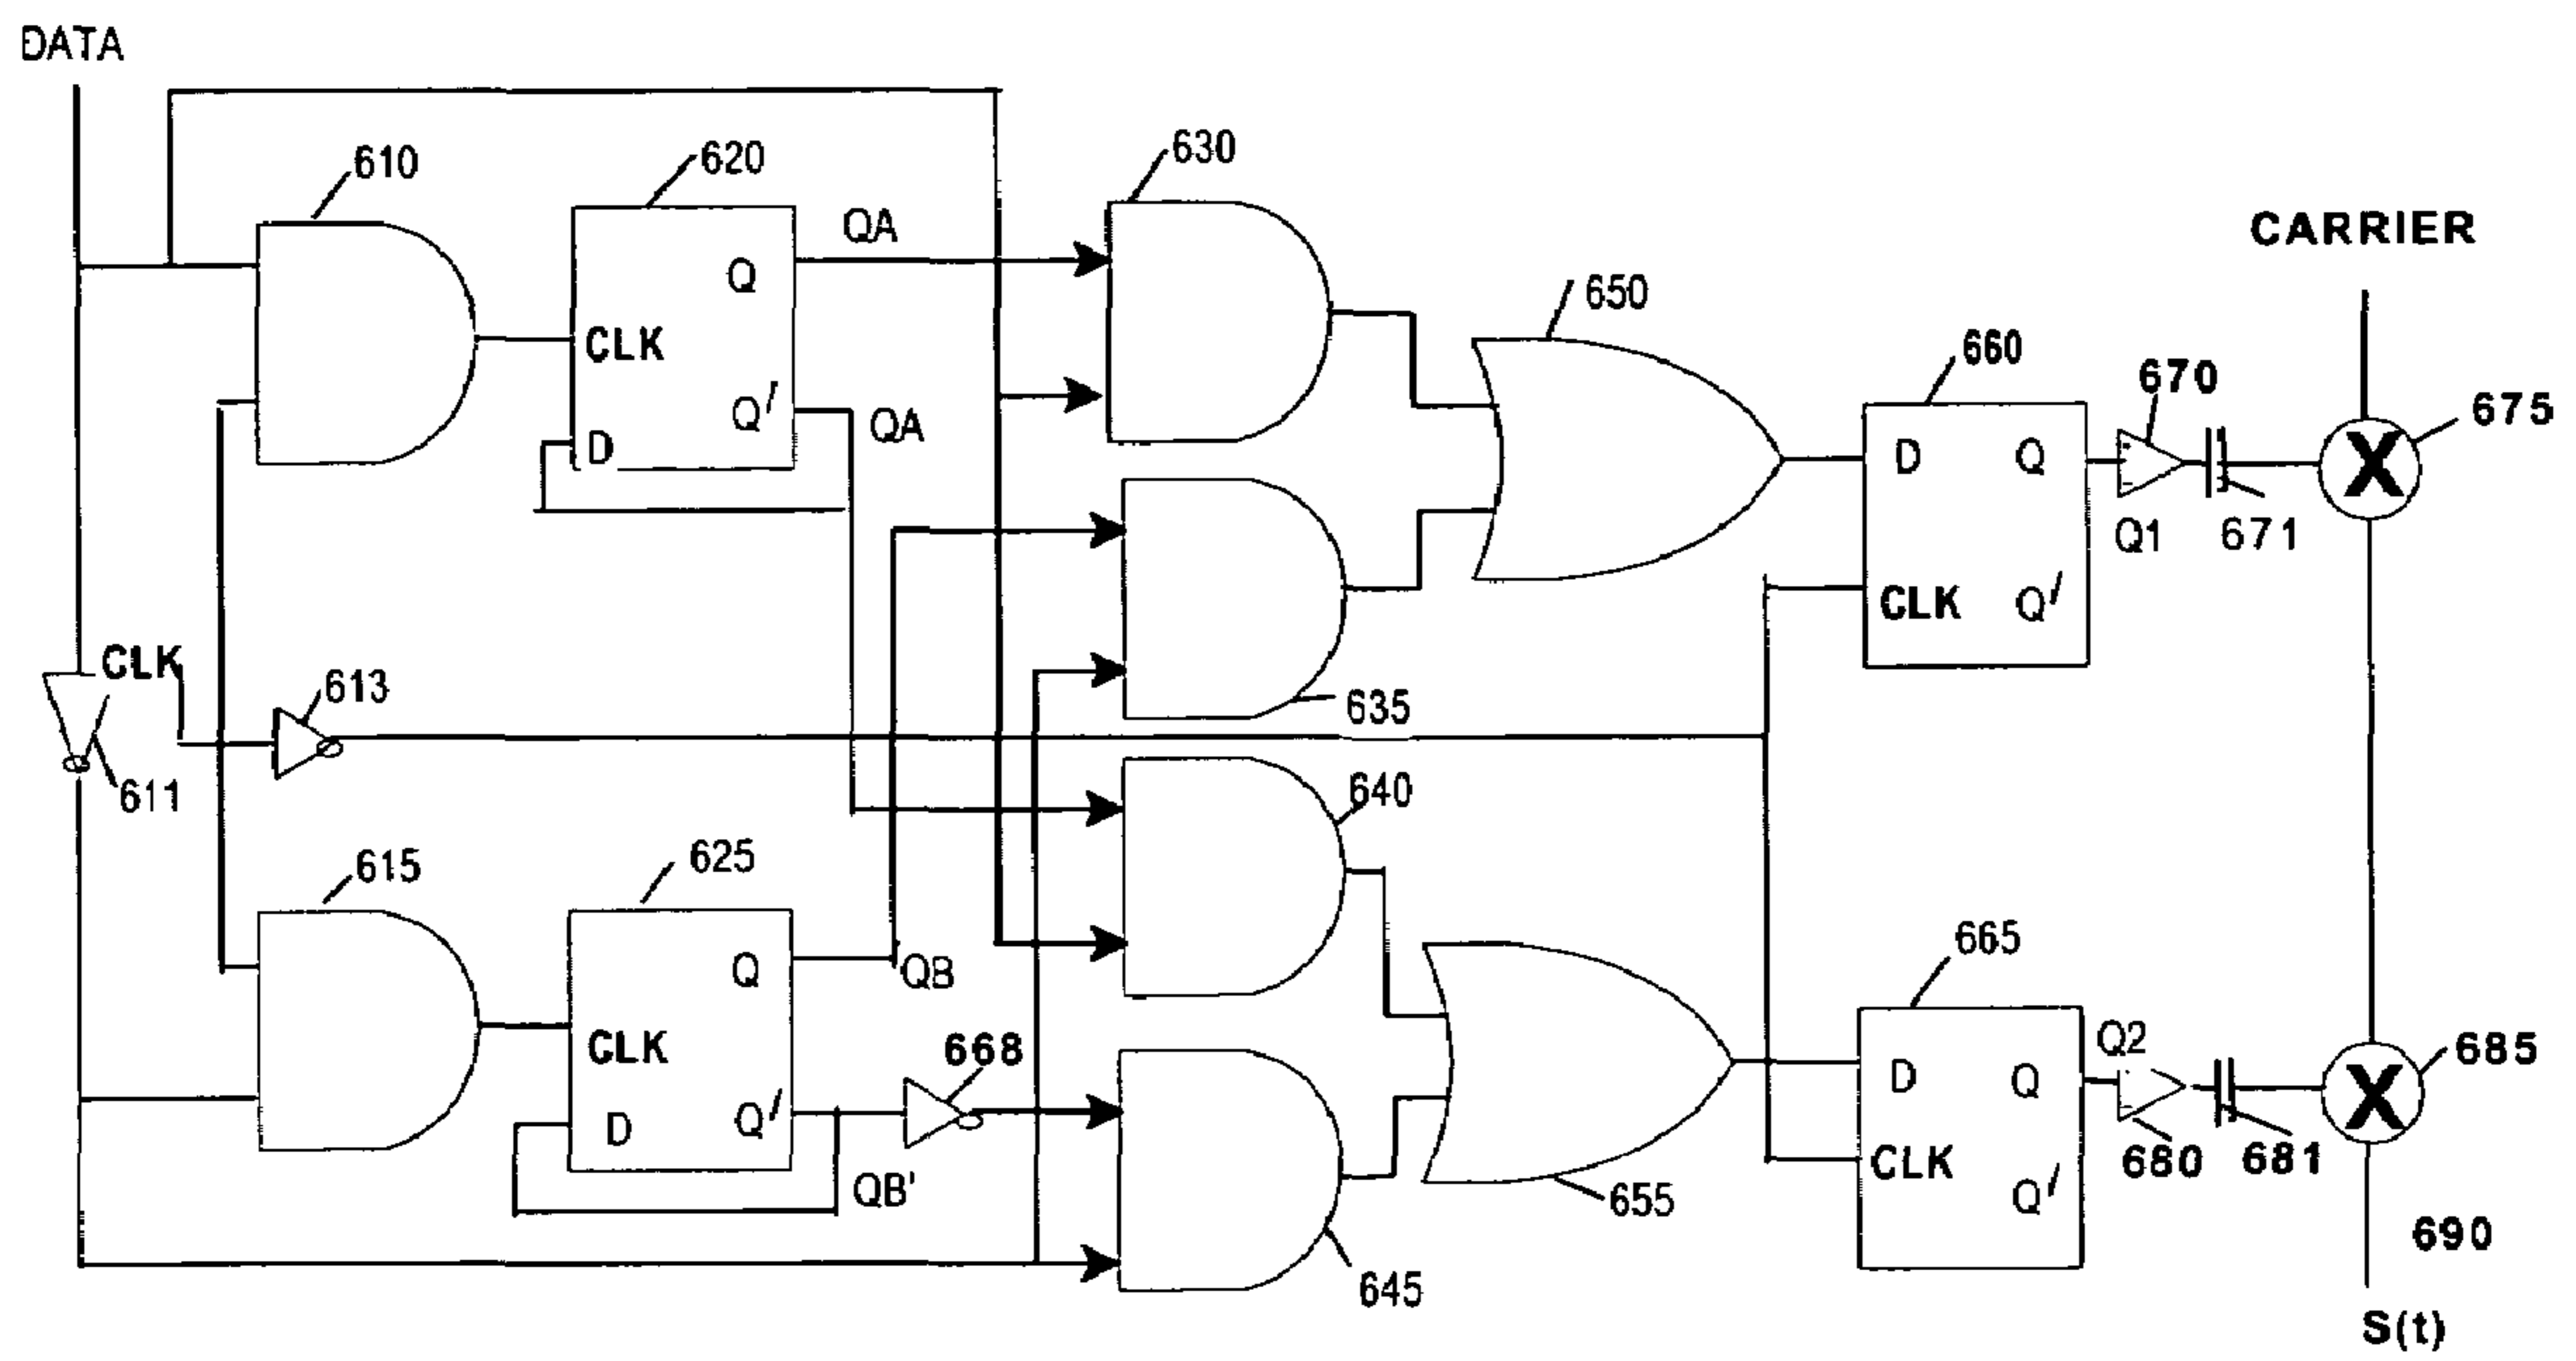 DATA
610
620
QA
630
CARRIER
Q
650
CLK
660
670
675
Q'
QA
D
D
Q
Q1
671
CLK
613
635
CLK
Q'
611
640
615
625
665
Q
QB
Q2
685
CLK
668
D
Q
D
Q'
CLK
680
681
QB'
655
Q'
690
645
S(t)